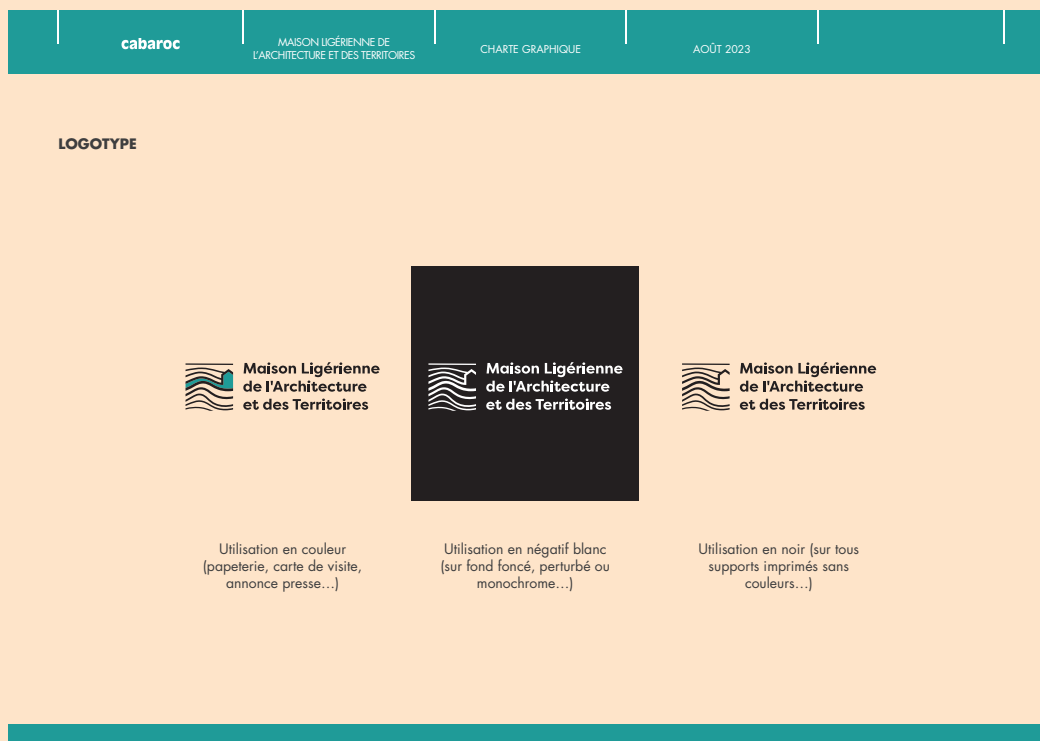 cabaroc
MAISON LIGÉRIENNE DE
L'ARCHITECTURE ET DES TERRITOIRES
CHARTE GRAPHIQUE
AOÛT 2023
LOGOTYPE
Maison Ligérienne
de l'Architecture
et des Territoires
Maison Ligérienne
de l'Architecture
et des Territoires
Maison Ligérienne
de l'Architecture
et des Territoires
Utilisation en couleur
(papeterie, carte de visite,
annonce presse...)
Utilisation en négatif blanc
(sur fond foncé, perturbé ou
monochrome...)
Utilisation en noir (sur tous
supports imprimés sans
couleurs...)